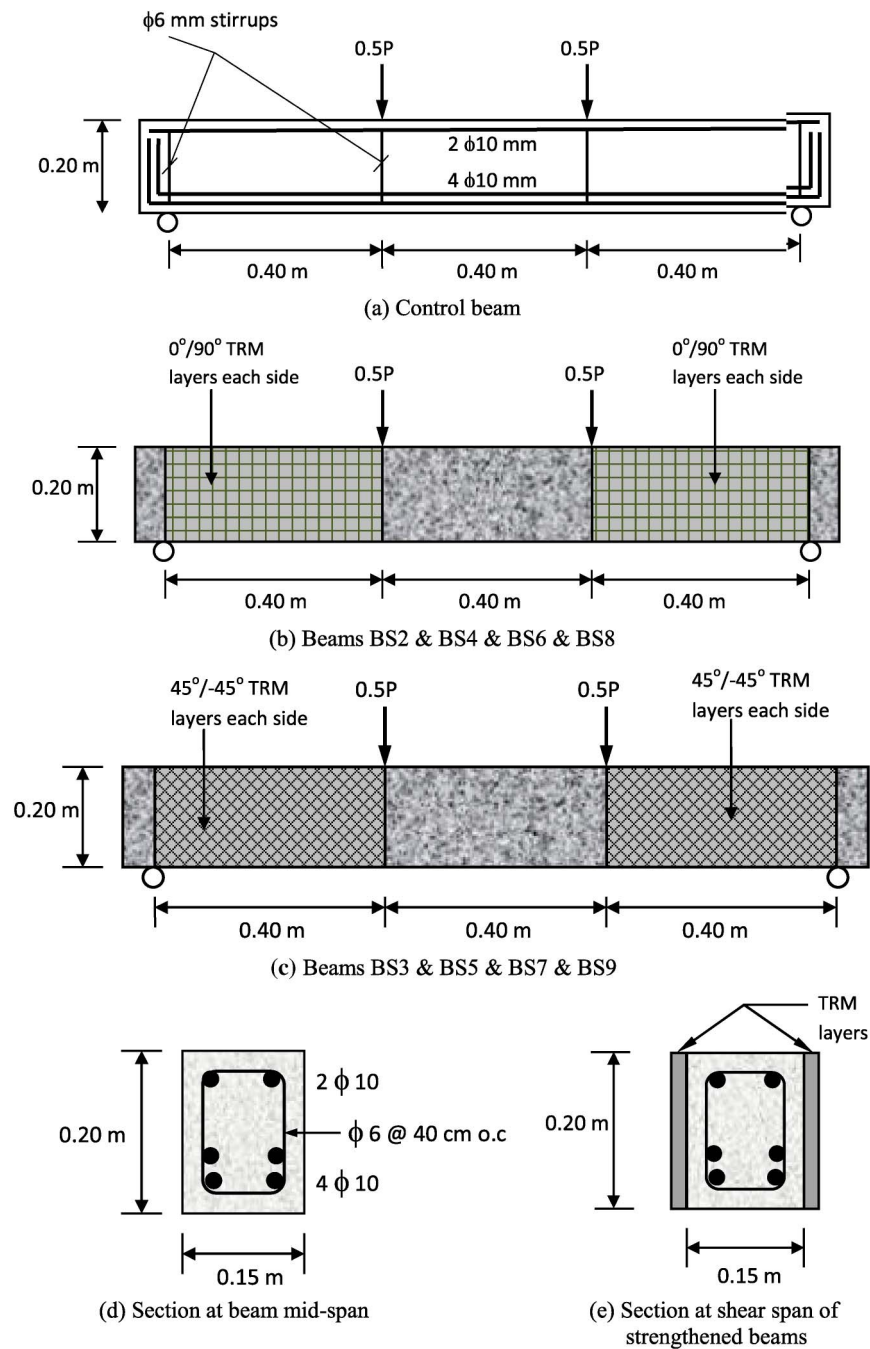 ϕ6 mm stirrups
0.5P
0.5P
0.20 m
2 ϕ10 mm
4 ϕ10 mm
0.40 m
0.40 m
0.40 m
(a) Control beam
0°/90° TRM
layers each side
0.5P
0.5P
0°/90° TRM
layers each side
0.20 m
0.40 m
0.40 m
0.40 m
(b) Beams BS2 & BS4 & BS6 & BS8
45°/-45° TRM
layers each side
0.5P
0.5P
45°/-45° TRM
layers each side
0.20 m
0.40 m
0.40 m
0.40 m
(c) Beams BS3 & BS5 & BS7 & BS9
0.20 m
2 ϕ 10
ϕ 6 @ 40 cm o.c
4 ϕ 10
0.15 m
(d) Section at beam mid-span
TRM
layers
0.20 m
0.15 m
(e) Section at shear span of
strengthened beams